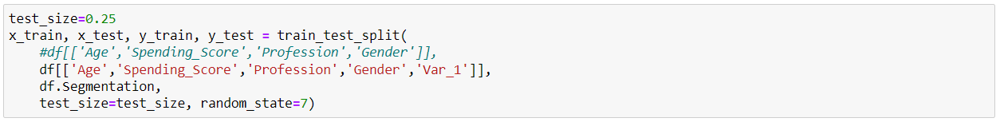 test_size=0.25
x_train, x_test, y_train, y_test = train_test_split(
    #df[['Age','Spending_Score','Profession','Gender']],
    df[['Age','Spending_Score','Profession','Gender','Var_1']],
    df.Segmentation,
    test_size=test_size, random_state=7)